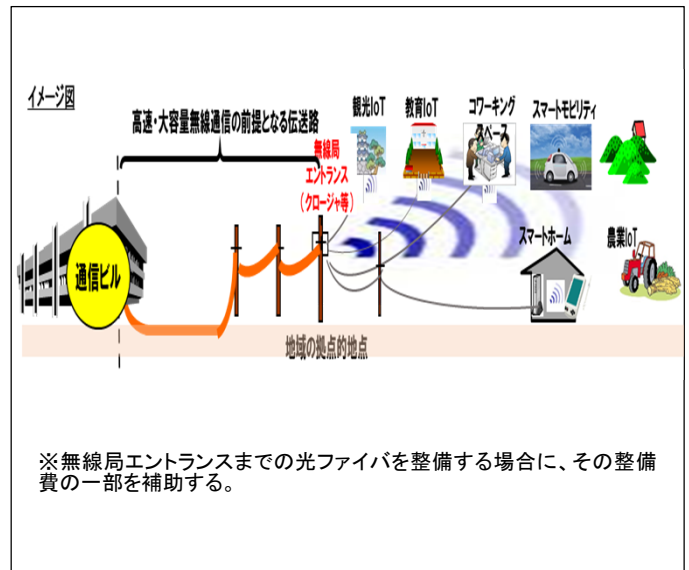 イメージ図
高速・大容量無線通信の前提となる伝送路
無線局
エントランス
(クロージャ等)
観光IoT
教育IoT
コワーキング
スペース
スマートモビリティ
通信ビル
スマートホーム
農業IoT
地域の拠点的地点
※無線局エントランスまでの光ファイバを整備する場合に、その整備
費の一部を補助する。